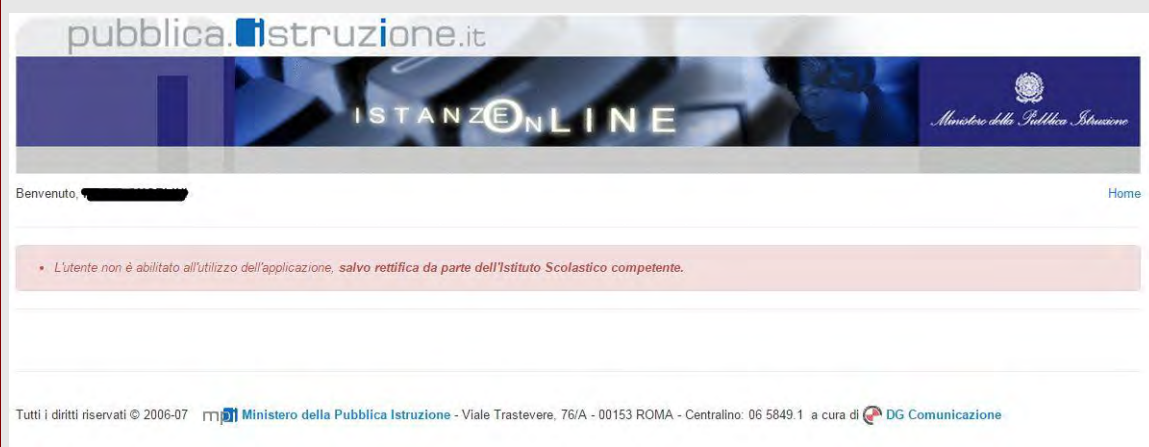 pubblica.istruzione.it
ISTANZE ON LINE
Ministero della Pubblica Istruzione
Benvenuto,
Home
• L'utente non è abilitato all'utilizzo dell'applicazione, salvo rettifica da parte dell'Istituto Scolastico competente.
Tutti i diritti riservati © 2006-07 mpi Ministero della Pubblica Istruzione - Viale Trastevere, 76/A - 00153 ROMA - Centralino: 06 5849.1 a cura di DG Comunicazione